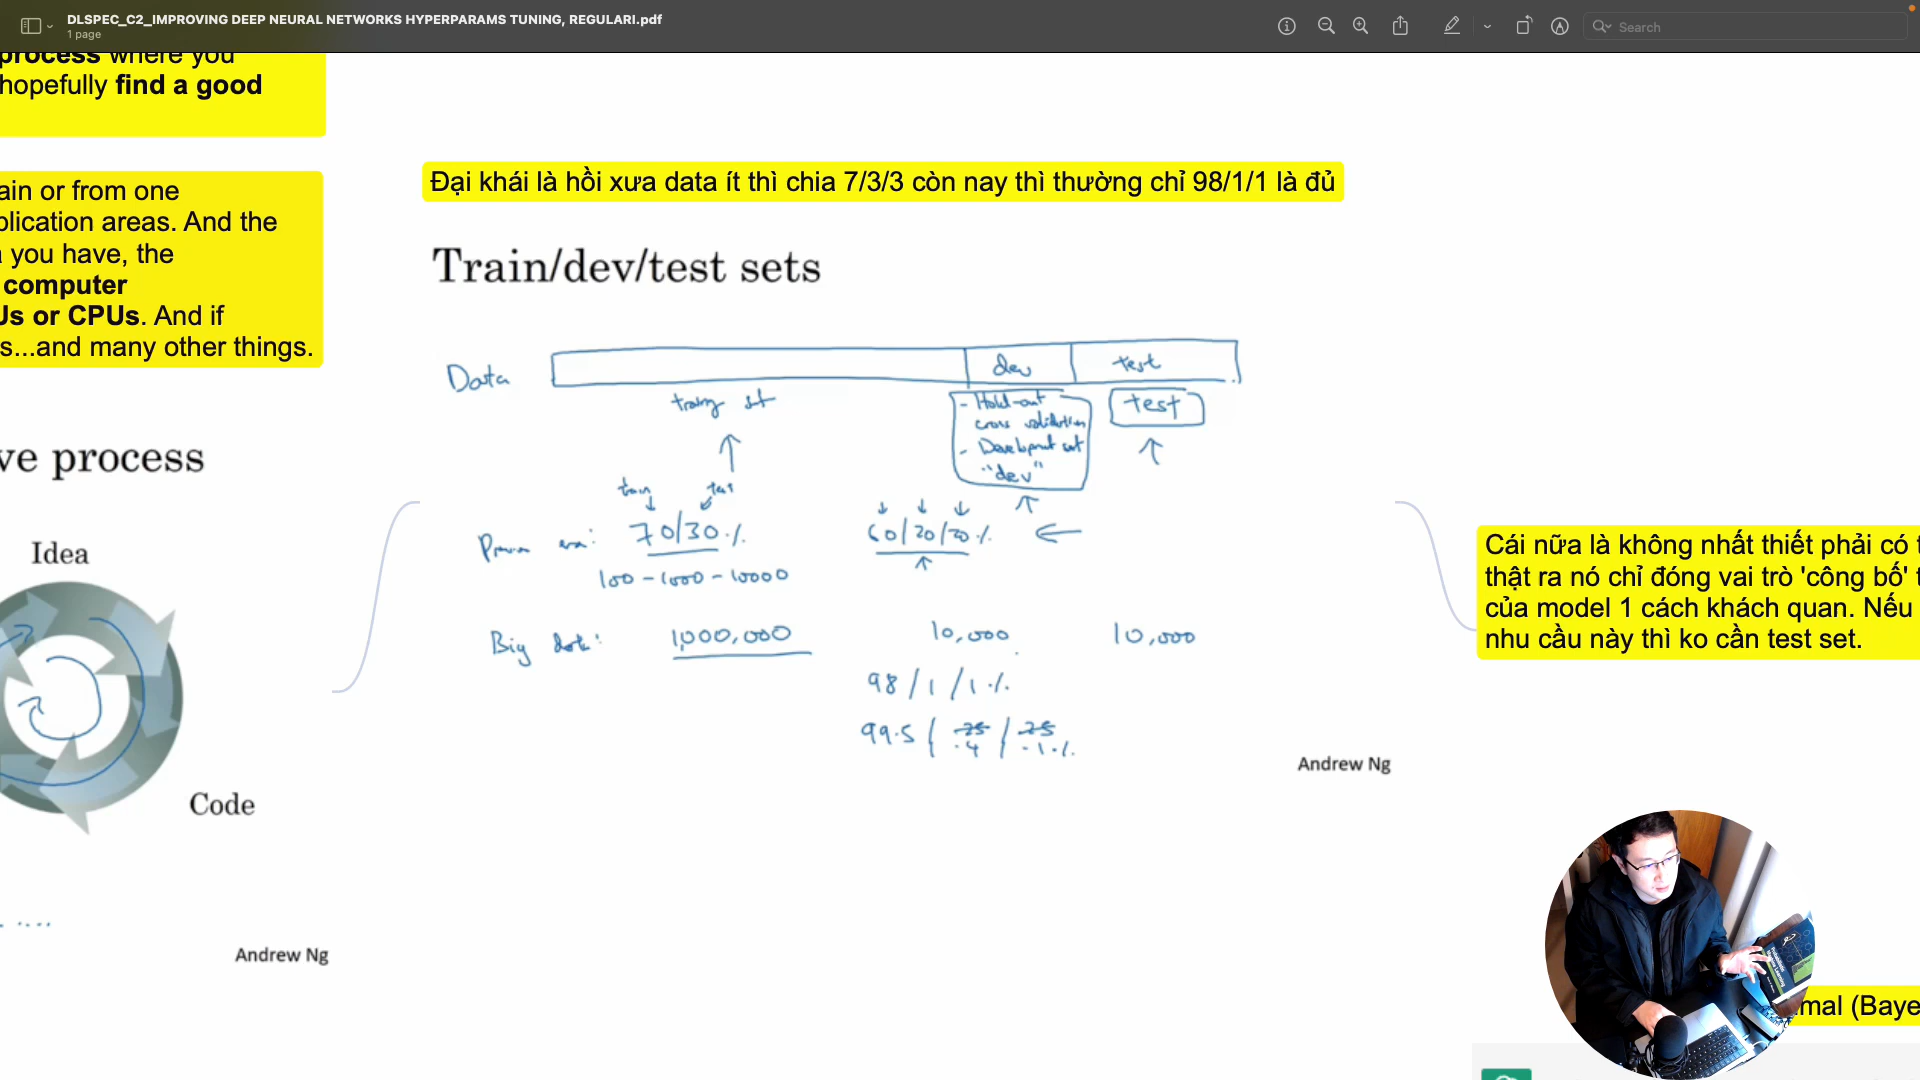 DLSPEC_C2_IMPROVING DEEP NEURAL NETWORKS HYPERPARAMS TUNING, REGULARI.pdf
1 page
Search
process where you
hopefully find a good
ain or from one
plication areas. And the
you have, the
computer
Us or CPUs. And if
s...and many other things.
ve process
Idea
Code
Andrew Ng
Đại khái là hồi xưa data ít thì chia 7/3/3 còn nay thì thường chỉ 98/1/1 là đủ
Train/dev/test sets
Data
dev
test
training set
- Hold-out
cross validation
- Development set
"dev"
test
train test
70/30 %
60/20/20 %
100 - 1000 - 10000
Big data:
1,000,000
10,000
10,000
98 / 1 / 1 %
99.5 / .25 / .25
.4 .1 %
Andrew Ng
Cái nữa là không nhất thiết phải có
thật ra nó chỉ đóng vai trò 'công bố'
của model 1 cách khách quan. Nếu
nhu cầu này thì ko cần test set.
mal (Baye